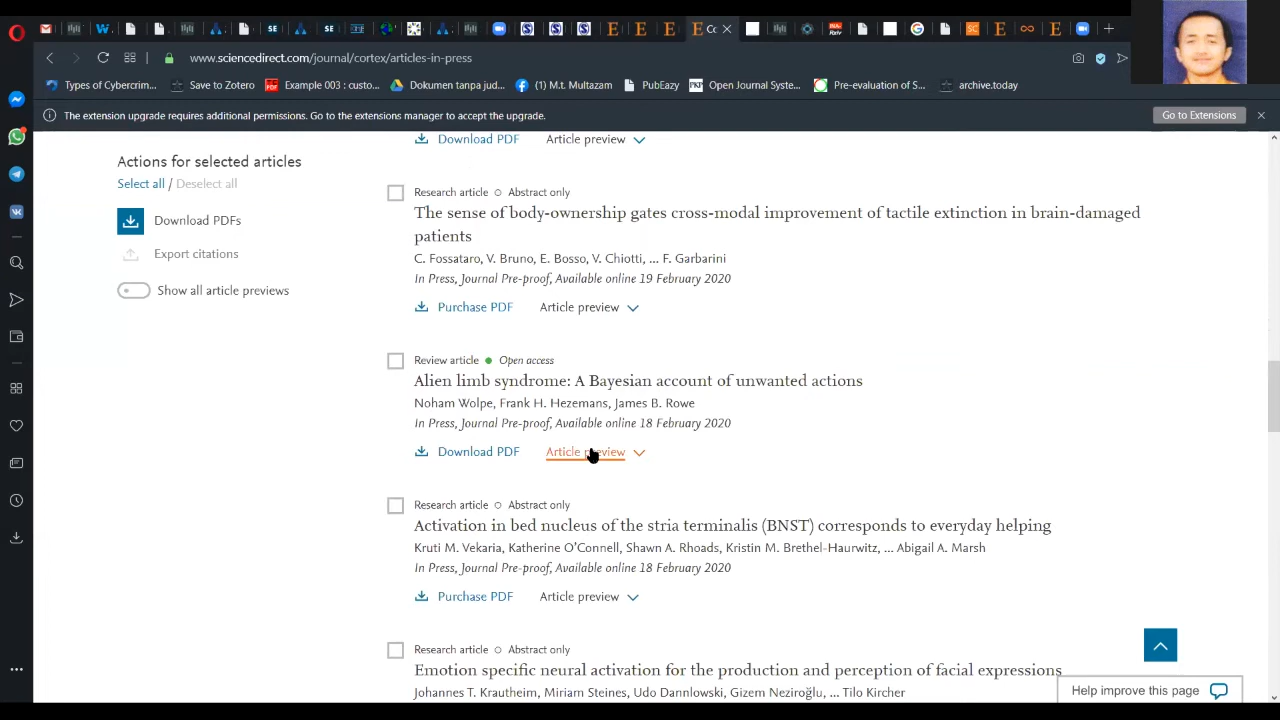 www.sciencedirect.com/journal/cortex/articles-in-press
Types of Cybercrim...
Save to Zotero
Example 003 : custo...
Dokumen tanpa jud...
(1) M.t. Multazam
PubEazy
Open Journal Syste...
Pre-evaluation of S...
archive.today
The extension upgrade requires additional permissions. Go to the extensions manager to accept the upgrade.
Go to Extensions
Download PDF Article preview
Actions for selected articles
Select all / Deselect all
Download PDFs
Export citations
Show all article previews
Research article Abstract only
The sense of body-ownership gates cross-modal improvement of tactile extinction in brain-damaged
patients
C. Fossataro, V. Bruno, E. Bosso, V. Chiotti, ... F. Garbarini
In Press, Journal Pre-proof, Available online 19 February 2020
Purchase PDF Article preview
Review article Open access
Alien limb syndrome: A Bayesian account of unwanted actions
Noham Wolpe, Frank H. Hezemans, James B. Rowe
In Press, Journal Pre-proof, Available online 18 February 2020
Download PDF Article preview
Research article Abstract only
Activation in bed nucleus of the stria terminalis (BNST) corresponds to everyday helping
Kruti M. Vekaria, Katherine O'Connell, Shawn A. Rhoads, Kristin M. Brethel-Haurwitz, ... Abigail A. Marsh
In Press, Journal Pre-proof, Available online 18 February 2020
Purchase PDF Article preview
Research article Abstract only
Emotion specific neural activation for the production and perception of facial expressions
Johannes T. Krautheim, Miriam Steines, Udo Dannlowski, Gizem Neziroğlu, ... Tilo Kircher
Help improve this page